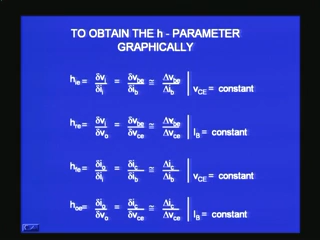 TO OBTAIN THE h - PARAMETER
GRAPHICALLY
hie = δvi/δii = δvbe/δib ≅ Δvbe/Δib | vCE = constant
hre = δvi/δvo = δvbe/δvce ≅ Δvbe/Δvce | IB = constant
hfe = δio/δii = δic/δib ≅ Δic/Δib | vCE = constant
hoe = δio/δvo = δic/δvce ≅ Δic/Δvce | IB = constant